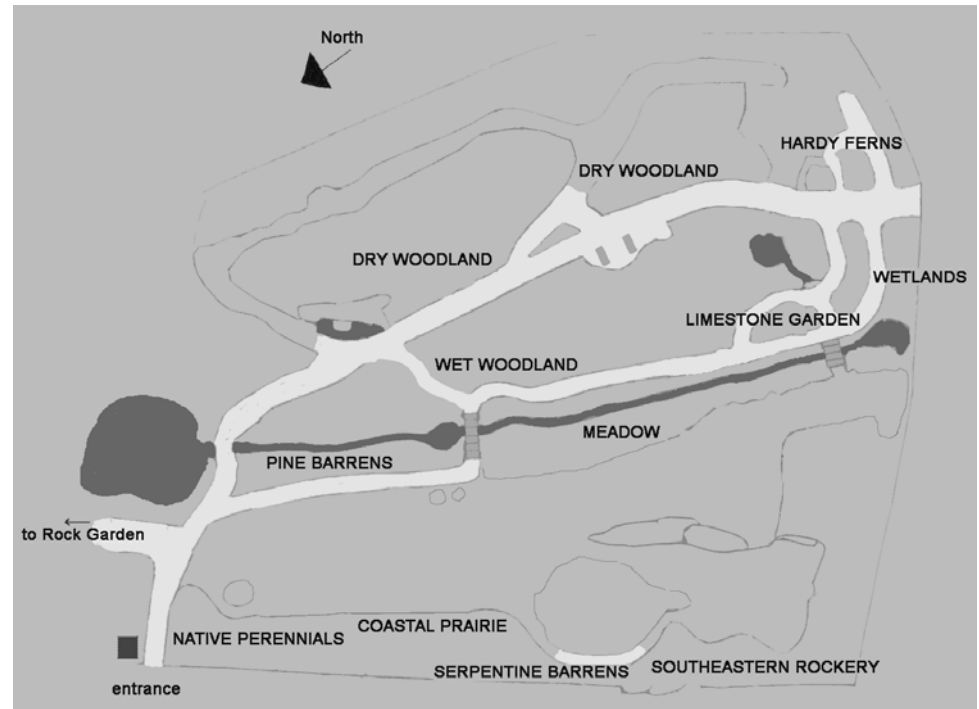 North
HARDY FERNS
DRY WOODLAND
DRY WOODLAND
WETLANDS
LIMESTONE GARDEN
WET WOODLAND
MEADOW
PINE BARRENS
to Rock Garden
COASTAL PRAIRIE
NATIVE PERENNIALS
SERPENTINE BARRENS
SOUTHEASTERN ROCKERY
entrance